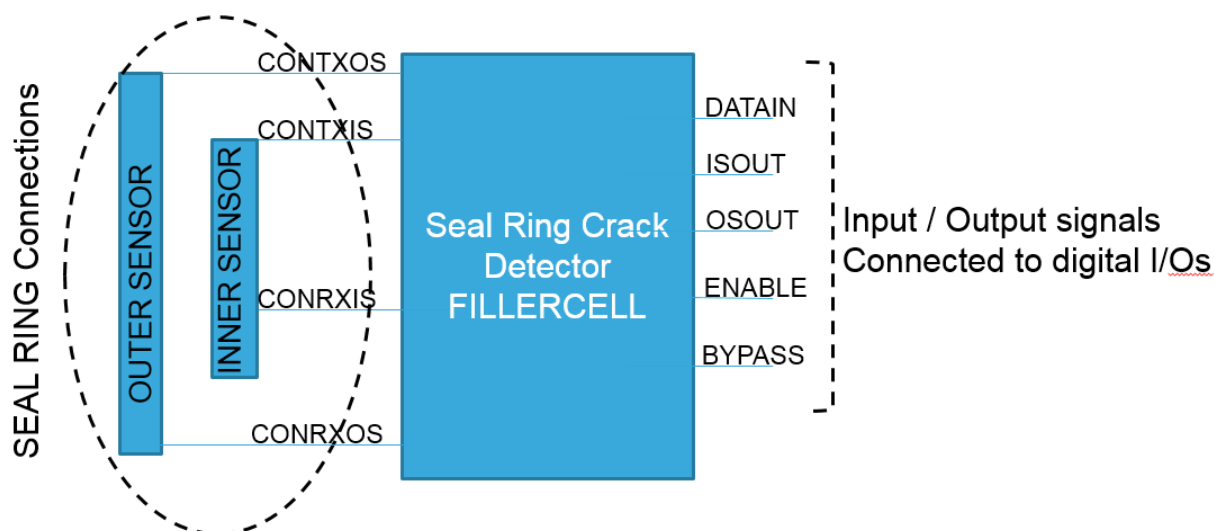 SEAL RING Connections
OUTER SENSOR
INNER SENSOR
CONTXOS
CONTXIS
CONRXIS
CONRXOS
Seal Ring Crack
Detector
FILLERCELL
DATAIN
ISOUT
OSOUT
ENABLE
BYPASS
Input / Output signals
Connected to digital I/Os